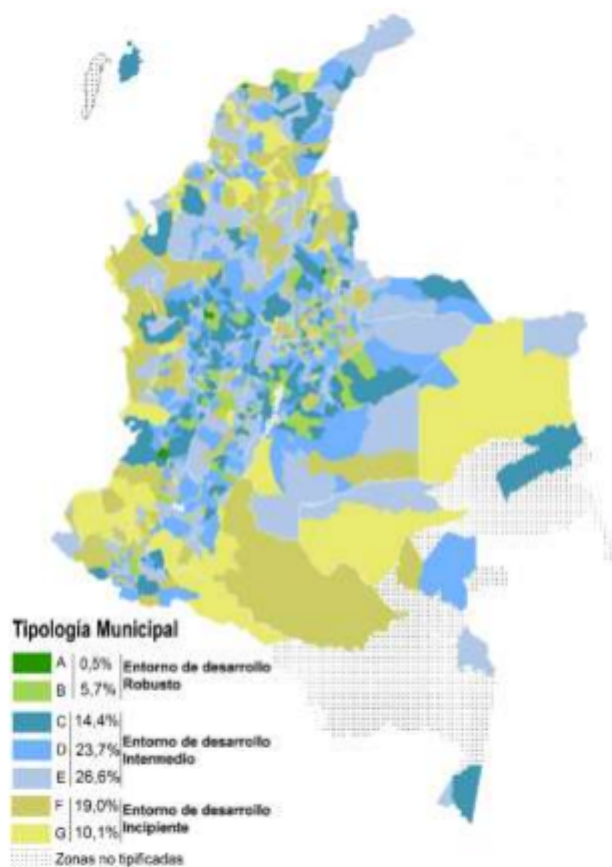 Tipología Municipal
A 0,5% Entorno de desarrollo
B 5,7% Robusto
C 14,4%
D 23,7% Entorno de desarrollo
E 26,6% Intermedio
F 19,0% Entorno de desarrollo
G 10,1% Incipiente
Zonas no tipificadas